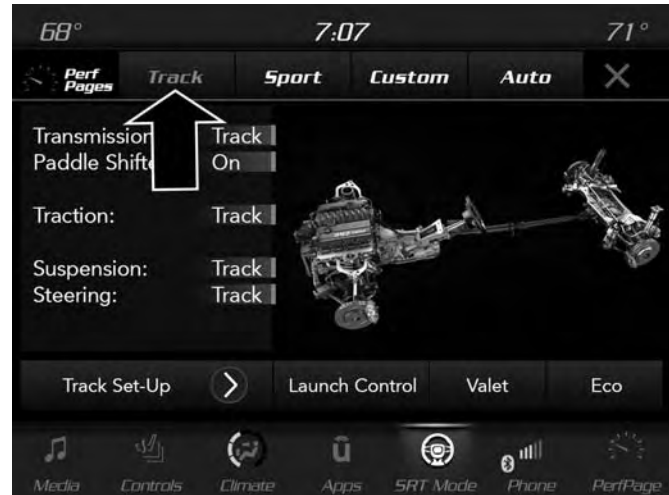 68° 7:07 71°
Perf Pages Track Sport Custom Auto
Transmission Track
Paddle Shifte On
Traction: Track
Suspension: Track
Steering: Track
Track Set-Up Launch Control Valet Eco
Media Controls Climate Apps SRT Mode Phone PerfPage